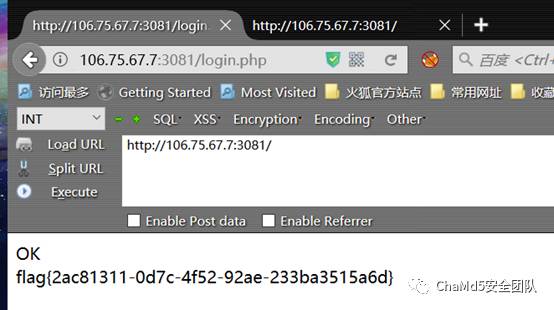 http://106.75.67.7:3081/login.
http://106.75.67.7:3081/
106.75.67.7:3081/login.php
百度 <Ctrl+
访问最多 Getting Started Most Visited 火狐官方站点 常用网址 收藏
INT SQL XSS Encryption Encoding Other
Load URL
http://106.75.67.7:3081/
Split URL
Execute
Enable Post data Enable Referrer
OK
flag{2ac81311-0d7c-4f52-92ae-233ba3515a6d}
ChaMd5安全团队